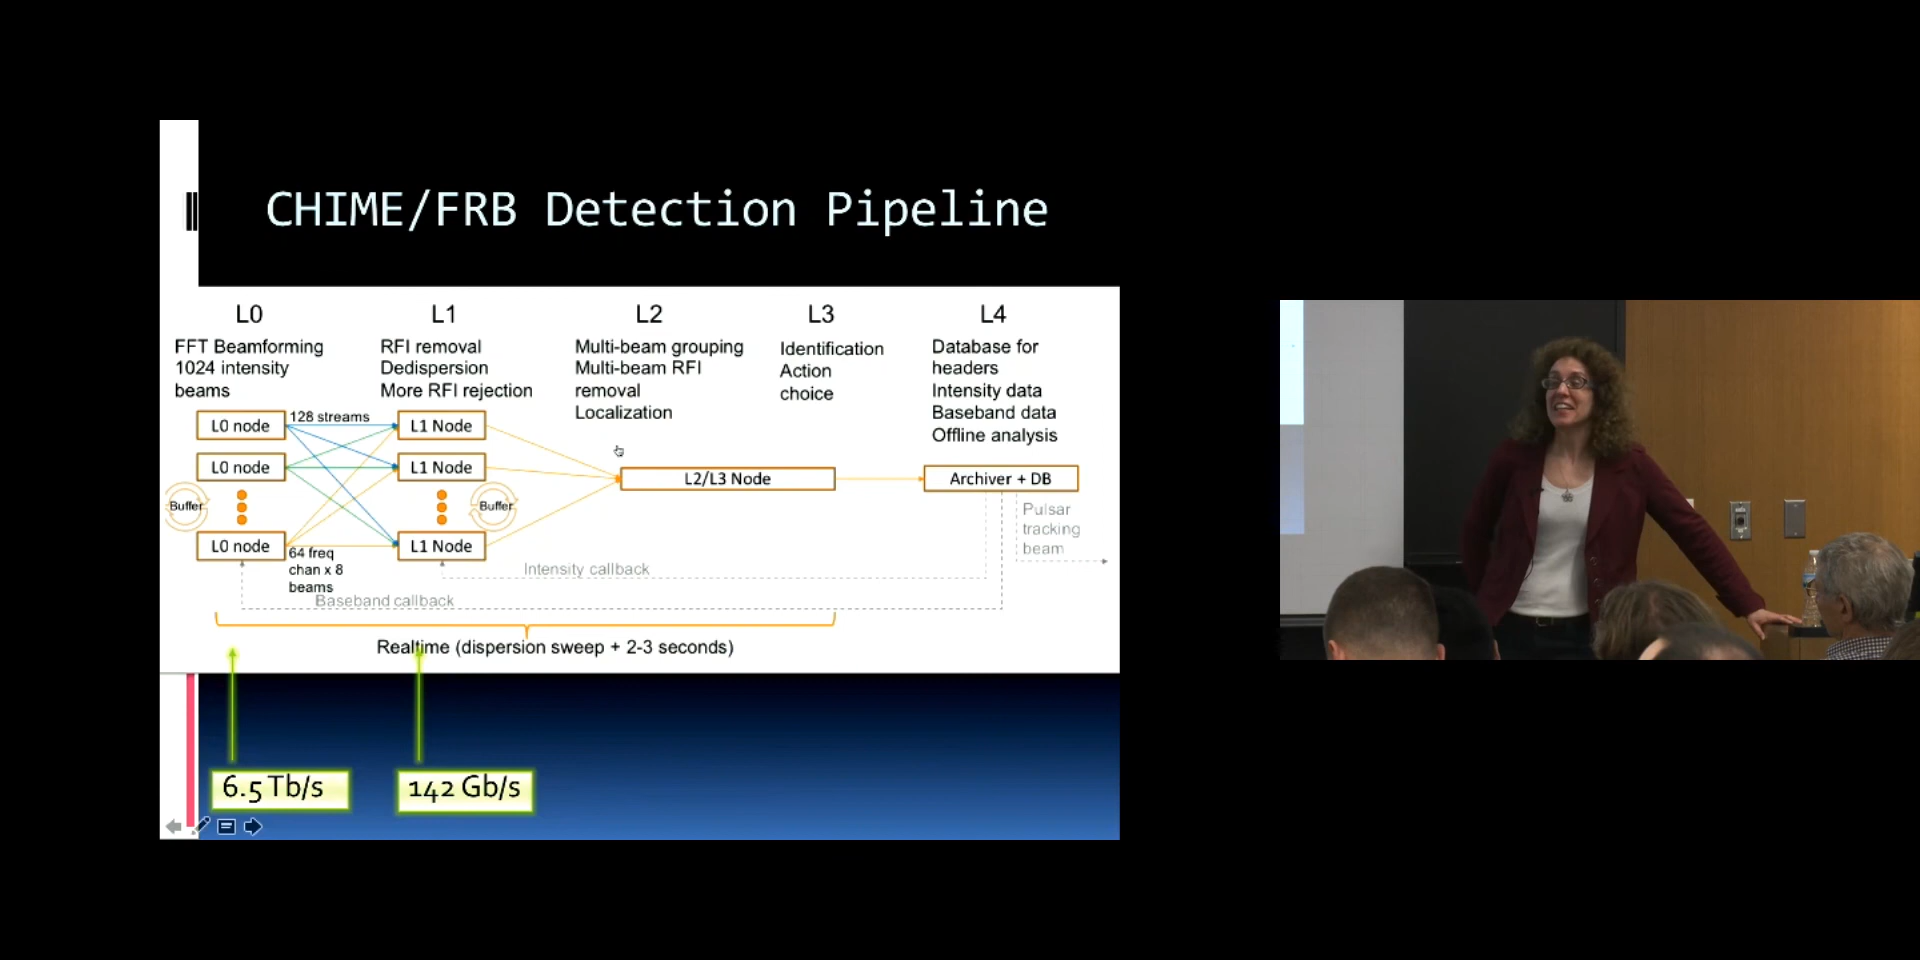 CHIME/FRB Detection Pipeline
L0
FFT Beamforming
1024 intensity
beams
L1
RFI removal
Dedispersion
More RFI rejection
L2
Multi-beam grouping
Multi-beam RFI
removal
Localization
L3
Identification
Action
choice
L4
Database for
headers
Intensity data
Baseband data
Offline analysis
L0 node
128 streams
L1 Node
L0 node
L1 Node
L2/L3 Node
Archiver + DB
Buffer
Buffer
Pulsar
tracking
beam
L0 node
64 freq
chan x 8
beams
L1 Node
Intensity callback
Baseband callback
Realtime (dispersion sweep + 2-3 seconds)
6.5 Tb/s
142 Gb/s